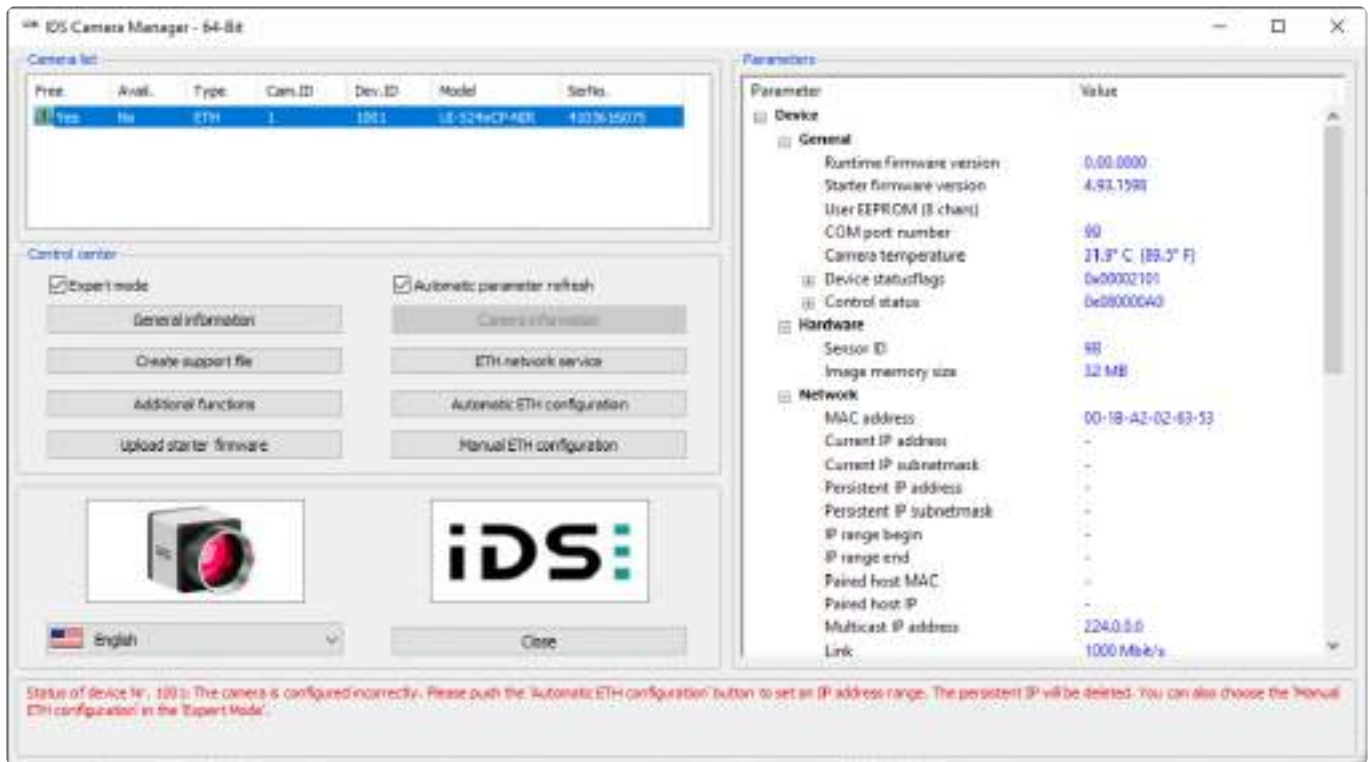 IDS Camera Manager - 64-Bit
Camera list
Free Avail. Type Cam.ID Dev.ID Model SerNo.
Yes No ETH 1 1001 4103615075
Control center
Expert mode
Automatic parameter refresh
General information
Camera information
Create support file
ETH network service
Additional functions
Automatic ETH configuration
Upload starter firmware
Manual ETH configuration
iDS
English
Close
Parameters
Parameter Value
Device
General
Runtime firmware version 0.00.0000
Starter firmware version
User EEPROM (8 chars)
COM port number
Camera temperature
Device statusflags 0x00002101
Control status 0x080000A0
Hardware
Sensor ID
Image memory size 32 MB
Network
MAC address 00-1B-A2-02-63-53
Current IP address -
Current IP subnetmask -
Persistent IP address -
Persistent IP subnetmask -
IP range begin -
IP range end -
Paired host MAC -
Paired host IP -
Multicast IP address 224.0.0.0
Link 1000 Mbit/s
Status of device Nr. 1001: The camera is configured incorrectly. Please push the 'Automatic ETH configuration' button to set an IP address range. The persistent IP will be deleted. You can also choose the 'Manual
ETH configuration' in the 'Expert Mode'.